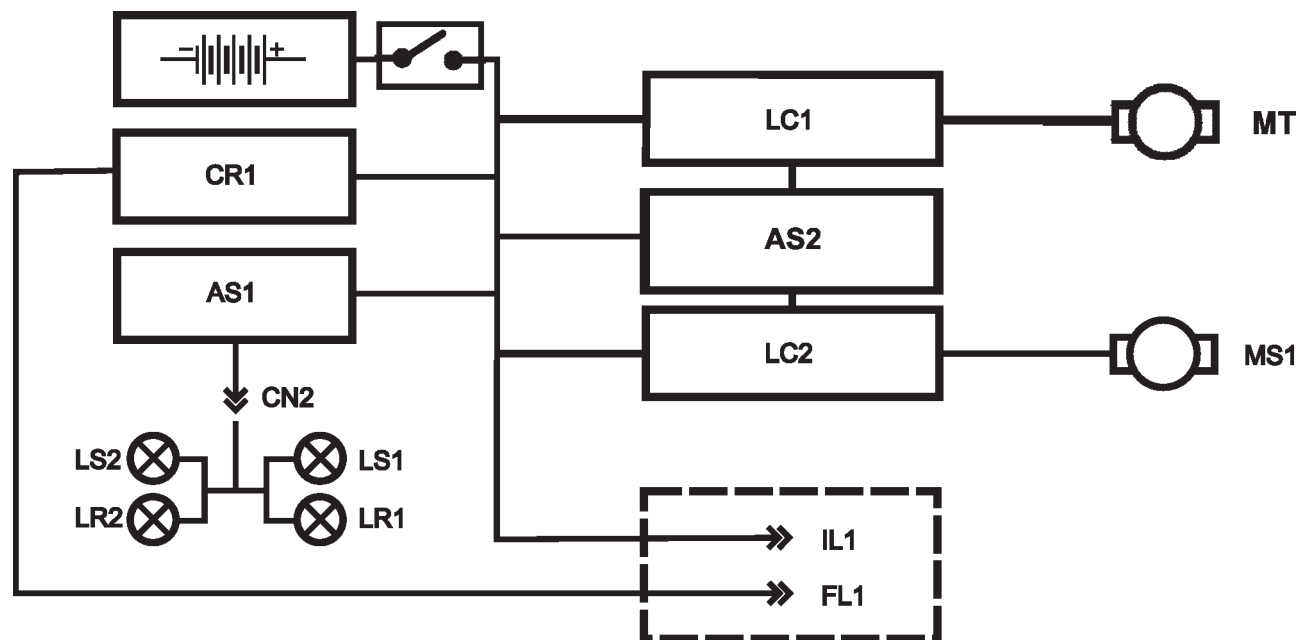 − +
LC1
MT
CR1
AS2
AS1
LC2
MS1
CN2
LS2
LS1
LR2
LR1
IL1
FL1